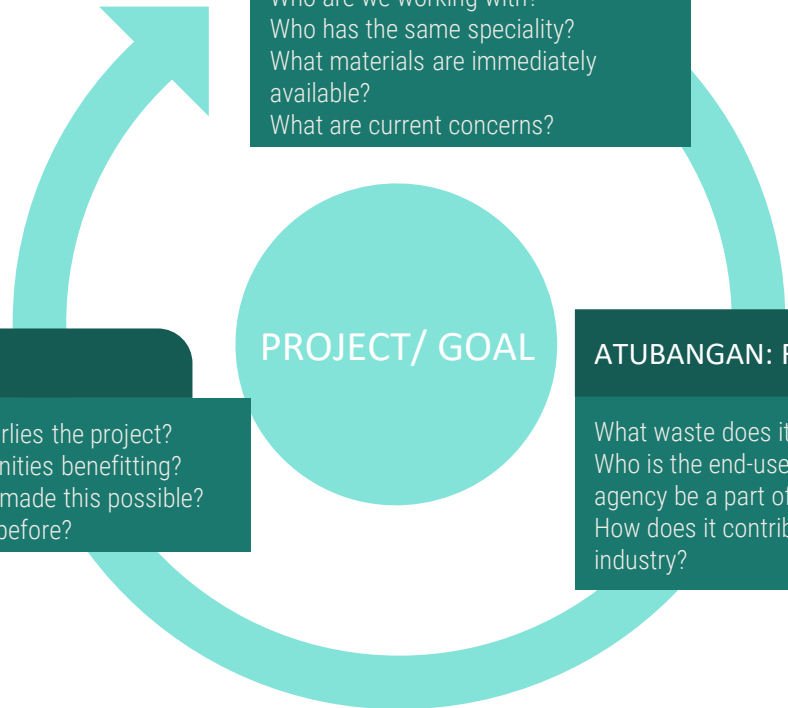 Who are we working with?
Who has the same speciality?
What materials are immediately
available?
What are current concerns?
PROJECT/ GOAL
ATUBANGAN:
What waste does it
Who is the end-use
agency be a part of
How does it contrib
industry?
rlies the project?
nities benefitting?
made this possible?
before?